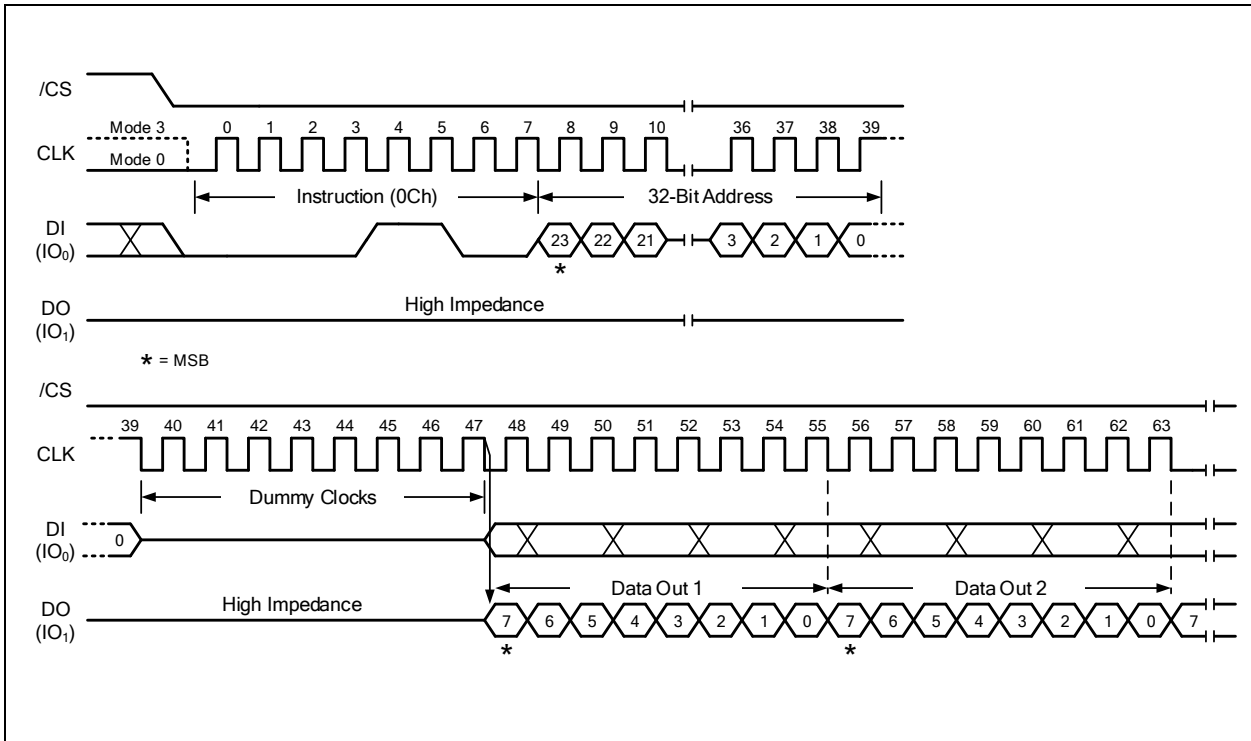 /CS
Mode 3 0 1 2 3 4 5 6 7 8 9 10 36 37 38 39
CLK
Mode 0
Instruction (0Ch) 32-Bit Address
DI
(IO0) 23 22 21 3 2 1 0
*
High Impedance
DO
(IO1)
* = MSB
/CS
39 40 41 42 43 44 45 46 47 48 49 50 51 52 53 54 55 56 57 58 59 60 61 62 63
CLK
Dummy Clocks
DI
(IO0) 0
Data Out 1 Data Out 2
High Impedance
DO
(IO1) 7 6 5 4 3 2 1 0 7 6 5 4 3 2 1 0 7
* *